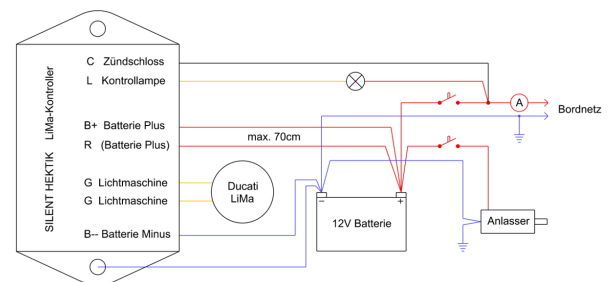 SILENT HEKTIK LiMa-Kontroller
C Zündschloss
L Kontrollampe
B+ Batterie Plus
R (Batterie Plus)
G Lichtmaschine
G Lichtmaschine
B-- Batterie Minus
max. 70cm
Ducati
LiMa
A
Bordnetz
– +
12V Batterie
Anlasser